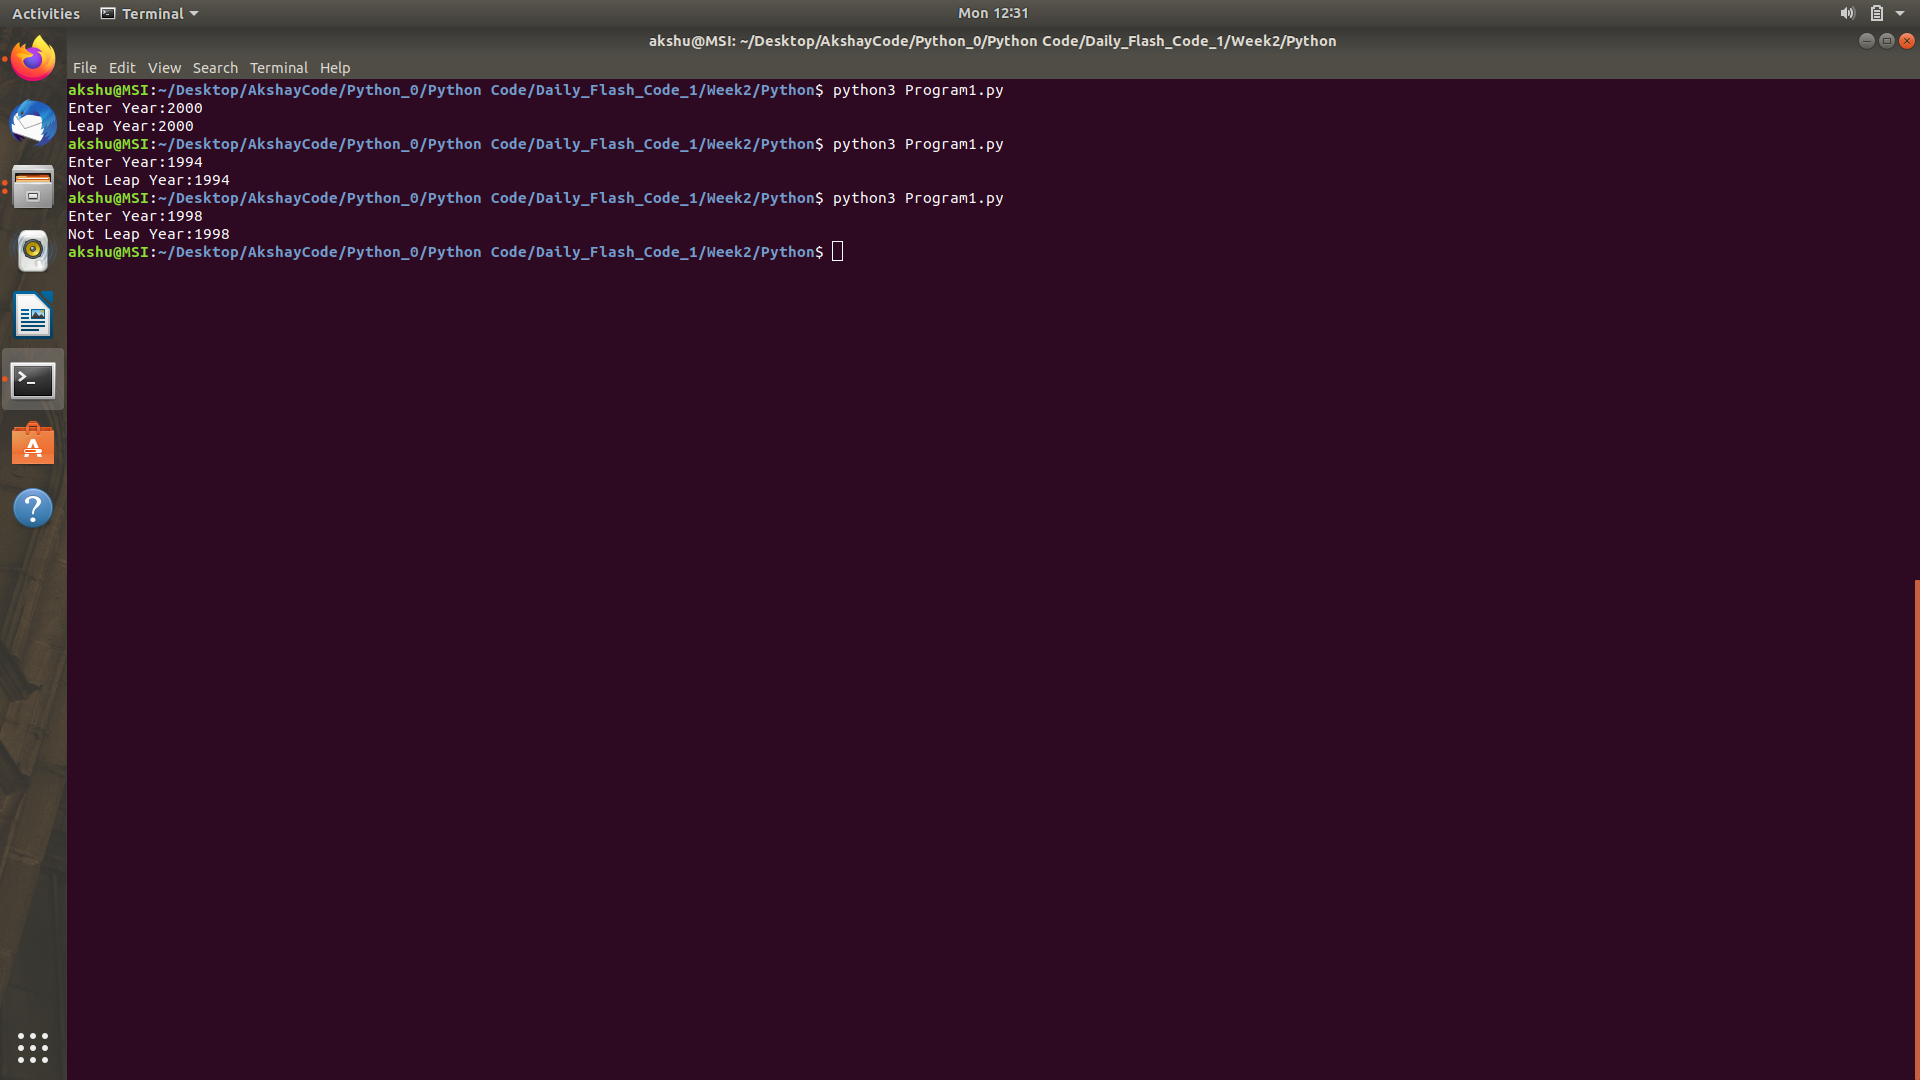 Activities Terminal Mon 12:31
akshu@MSI: ~/Desktop/AkshayCode/Python_0/Python Code/Daily_Flash_Code_1/Week2/Python
File Edit View Search Terminal Help
akshu@MSI:~/Desktop/AkshayCode/Python_0/Python Code/Daily_Flash_Code_1/Week2/Python$ python3 Program1.py
Enter Year:2000
Leap Year:2000
akshu@MSI:~/Desktop/AkshayCode/Python_0/Python Code/Daily_Flash_Code_1/Week2/Python$ python3 Program1.py
Enter Year:1994
Not Leap Year:1994
akshu@MSI:~/Desktop/AkshayCode/Python_0/Python Code/Daily_Flash_Code_1/Week2/Python$ python3 Program1.py
Enter Year:1998
Not Leap Year:1998
akshu@MSI:~/Desktop/AkshayCode/Python_0/Python Code/Daily_Flash_Code_1/Week2/Python$